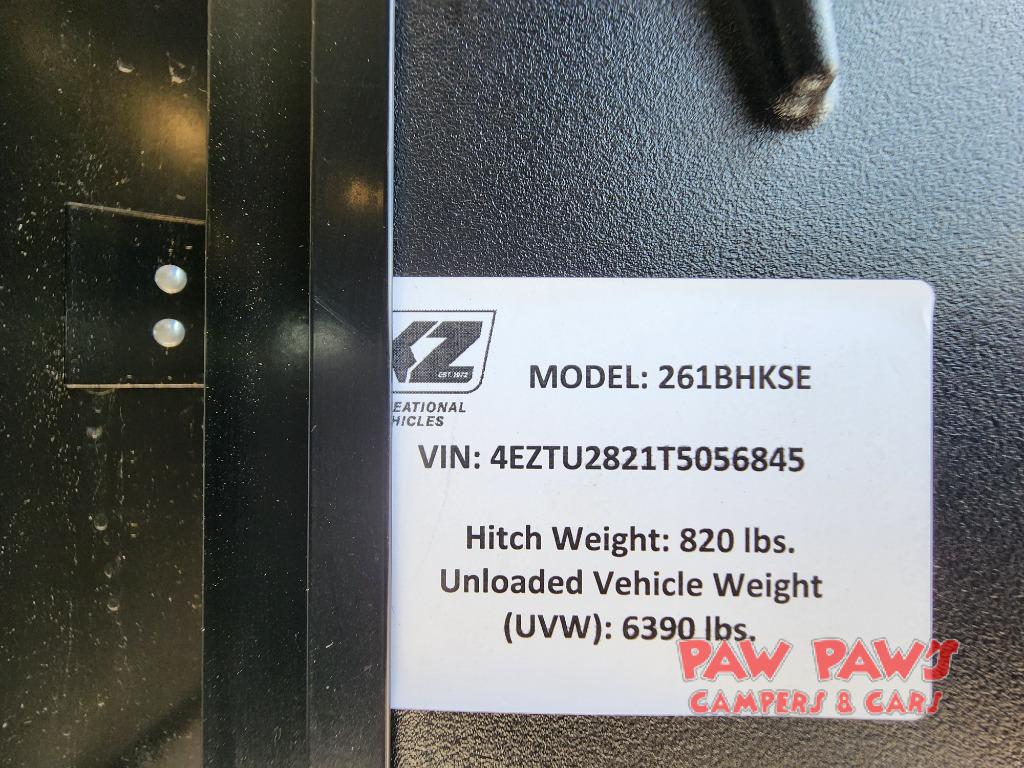 KZ
EST. 1972
EATIONAL
HICLES
MODEL: 261BHKSE
VIN: 4EZTU2821T5056845
Hitch Weight: 820 lbs.
Unloaded Vehicle Weight
(UVW): 6390 lbs.
PAW PAW'S
CAMPERS & CARS